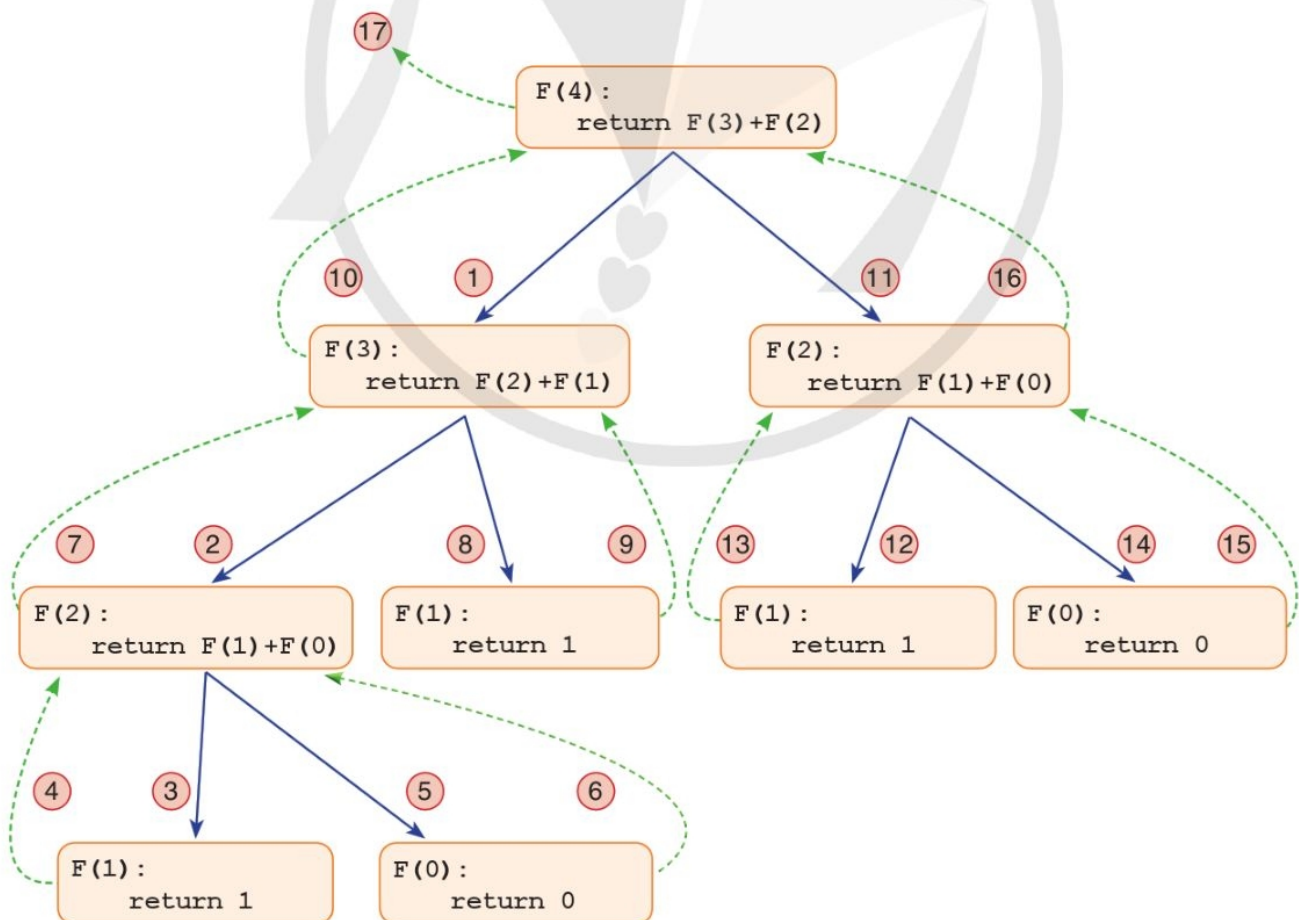 17
F(4):
return F(3)+F(2)
10
1
11
16
F(3):
return F(2)+F(1)
F(2):
return F(1)+F(0)
7
2
8
9
13
12
14
15
F(2):
return F(1)+F(0)
F(1):
return 1
F(1):
return 1
F(0):
return 0
4
3
5
6
F(1):
return 1
F(0):
return 0